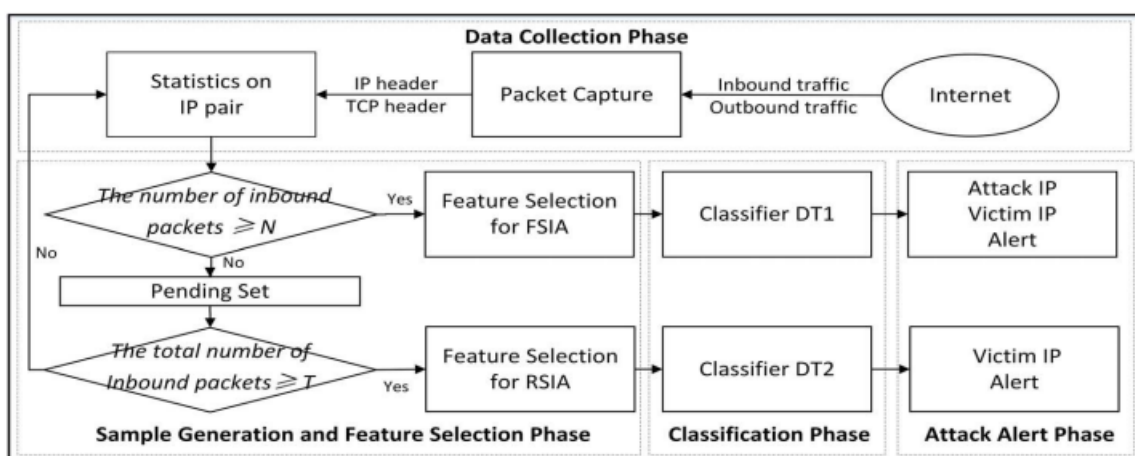 Data Collection Phase
Statistics on
IP pair
IP header
TCP header
Packet Capture
Inbound traffic
Outbound traffic
Internet
The number of inbound
packets ⩾ N
Yes
Feature Selection
for FSIA
Classifier DT1
Attack IP
Victim IP
Alert
No
No
Pending Set
The total number of
Inbound packets ⩾ T
Yes
Feature Selection
for RSIA
Classifier DT2
Victim IP
Alert
Sample Generation and Feature Selection Phase
Classification Phase
Attack Alert Phase